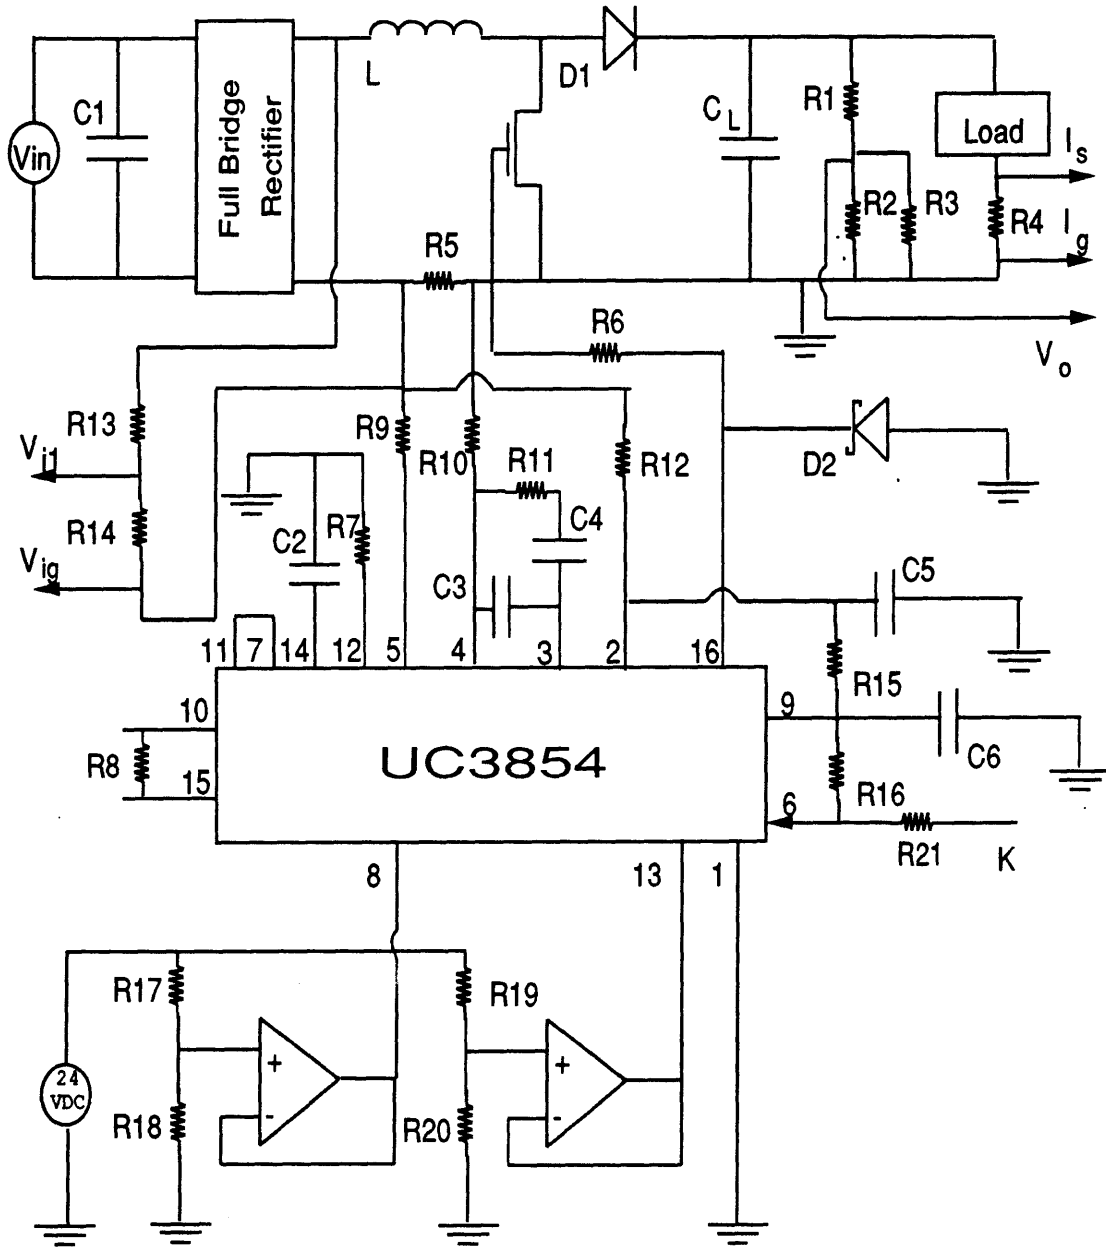 Vin
C1
Full Bridge
Rectifier
L
D1
C L
R1
R2
R3
Load
R4
I s
I g
V o
R5
R6
R13
V i1
R14
V ig
R9
R10
R11
R12
D2
C2
R7
C3
C4
C5
11 7 14 12 5 4 3 2 16
R15
10
9
C6
R8
UC3854
15
R16
6
R21
K
8
13
1
R17
R19
24
VDC
+
+
R18
-
R20
-